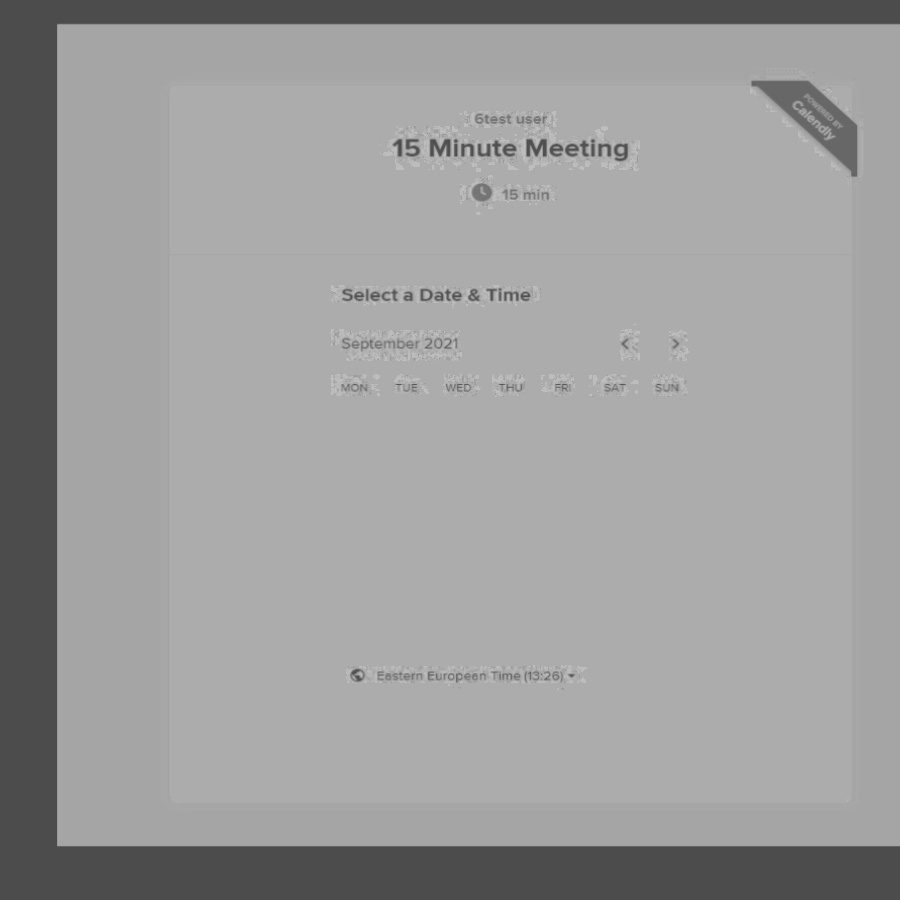 POWERED BY
Calendly
6test user
15 Minute Meeting
15 min
Select a Date & Time
September 2021
MON TUE WED THU FRI SAT SUN
Eastern European Time (13:26)